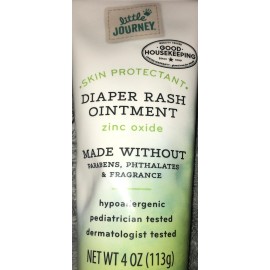 little
JOURNEY
GOOD
HOUSEKEEPING
SKIN PROTECTANT
DIAPER RASH
OINTMENT
zinc oxide
MADE WITHOUT
PARABENS, PHTHALATES
& FRAGRANCE
hypoallergenic
pediatrician tested
dermatologist tested
NET WT 4 OZ (113g)